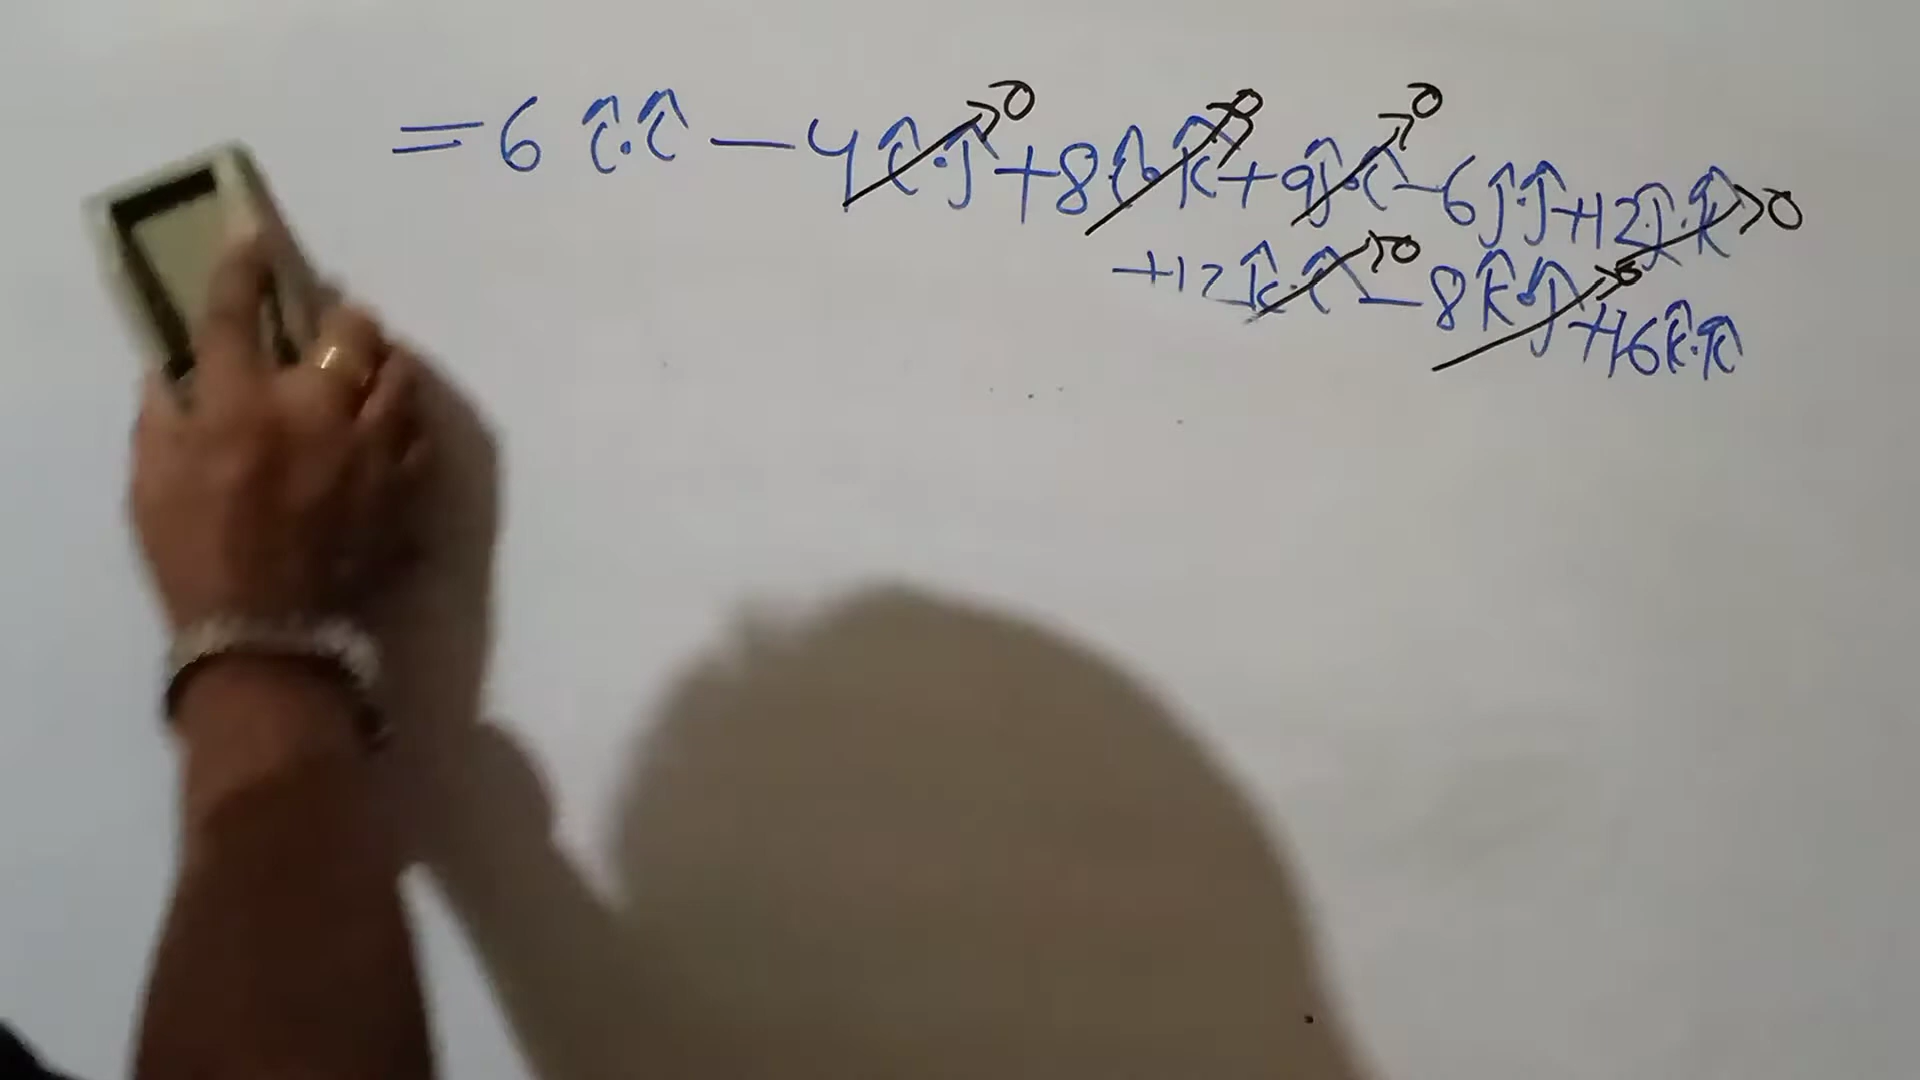 = 6 î.î – 4 î.ĵ →0 + 8 î.k̂ →0 + 9 ĵ.î →0 – 6 ĵ.ĵ + 12 ĵ.k̂ →0
+12 k̂.î →0 – 8 k̂.ĵ →0 + 16 k̂.k̂